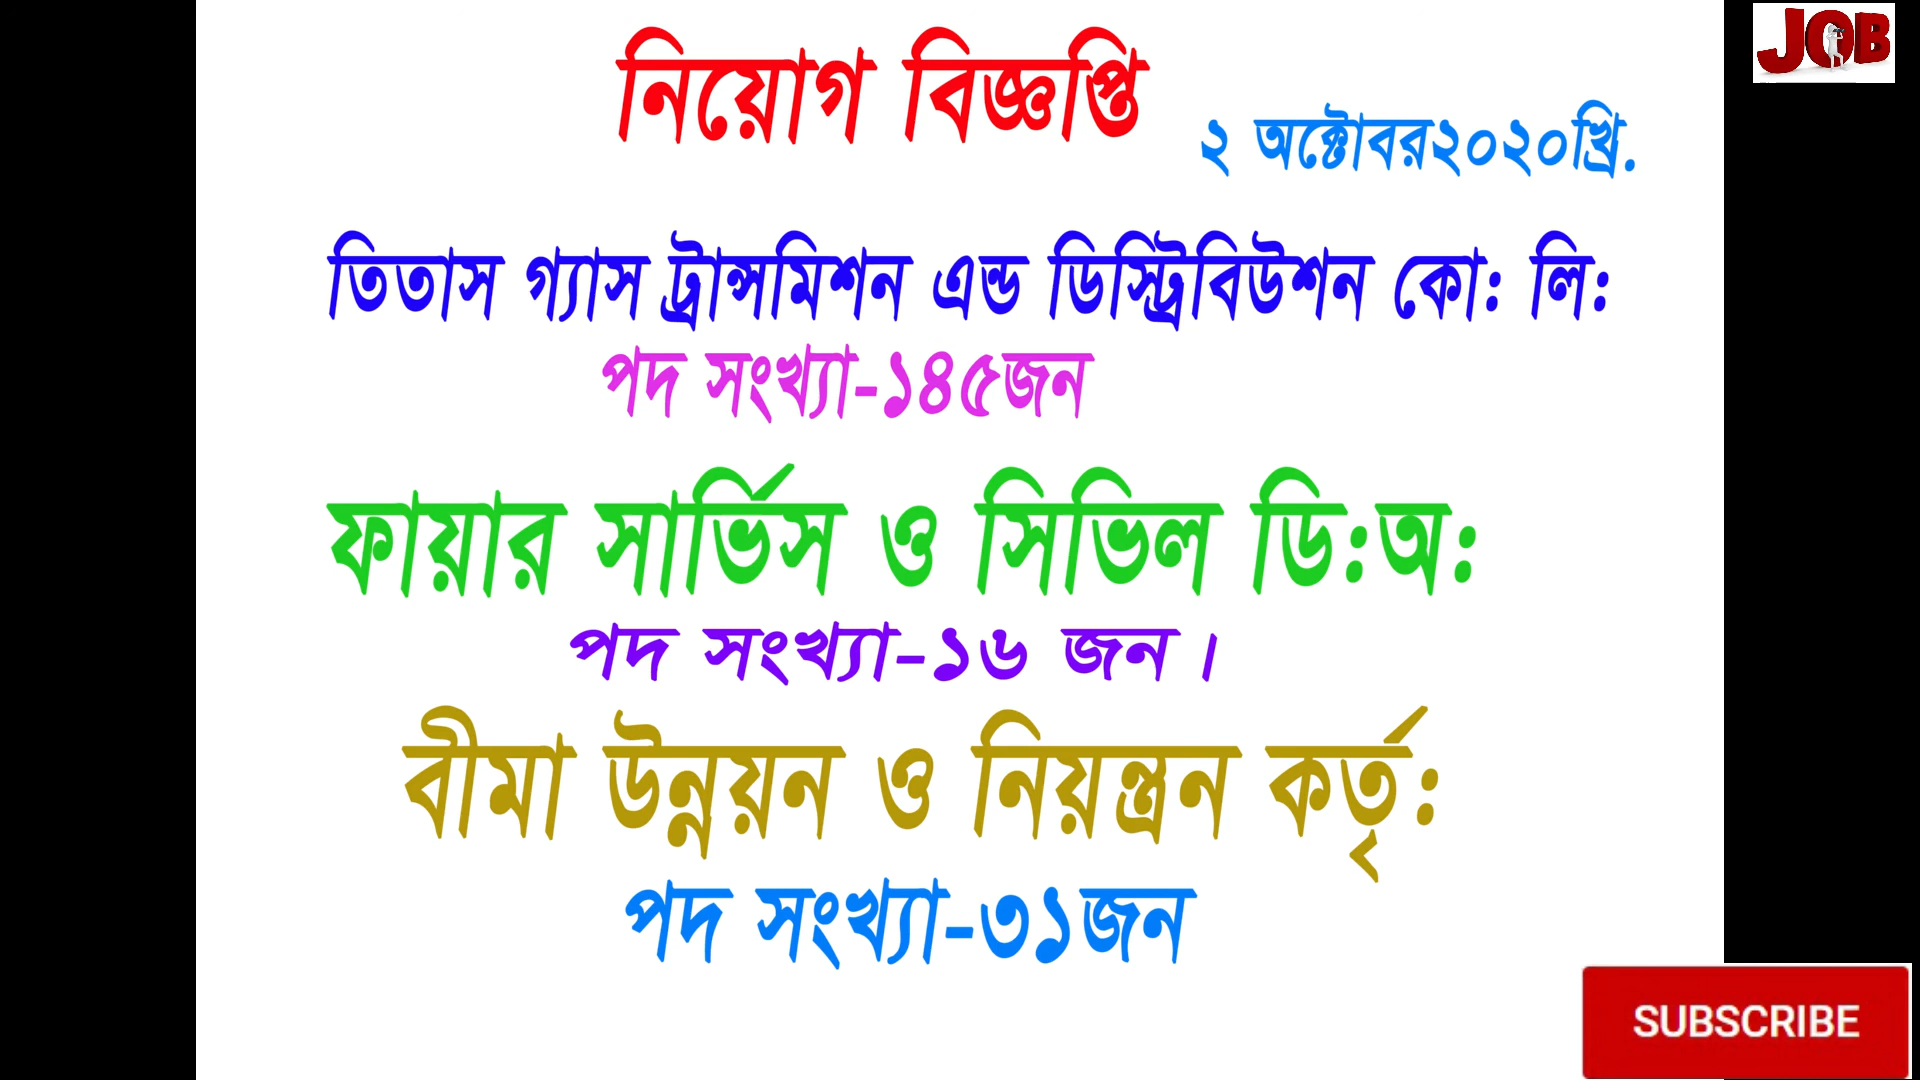 JOB
নিয়োগ বিজ্ঞপ্তি
২ অক্টোবর২০২০খ্রি.
তিতাস গ্যাস ট্রান্সমিশন এন্ড ডিস্ট্রিবিউশন কো: লি:
পদ সংখ্যা-১৪৫জন
ফায়ার সার্ভিস ও সিভিল ডি:অ:
পদ সংখ্যা-১৬ জন।
বীমা উন্নয়ন ও নিয়ন্ত্রন কর্তৃ:
পদ সংখ্যা-৩১জন
SUBSCRIBE